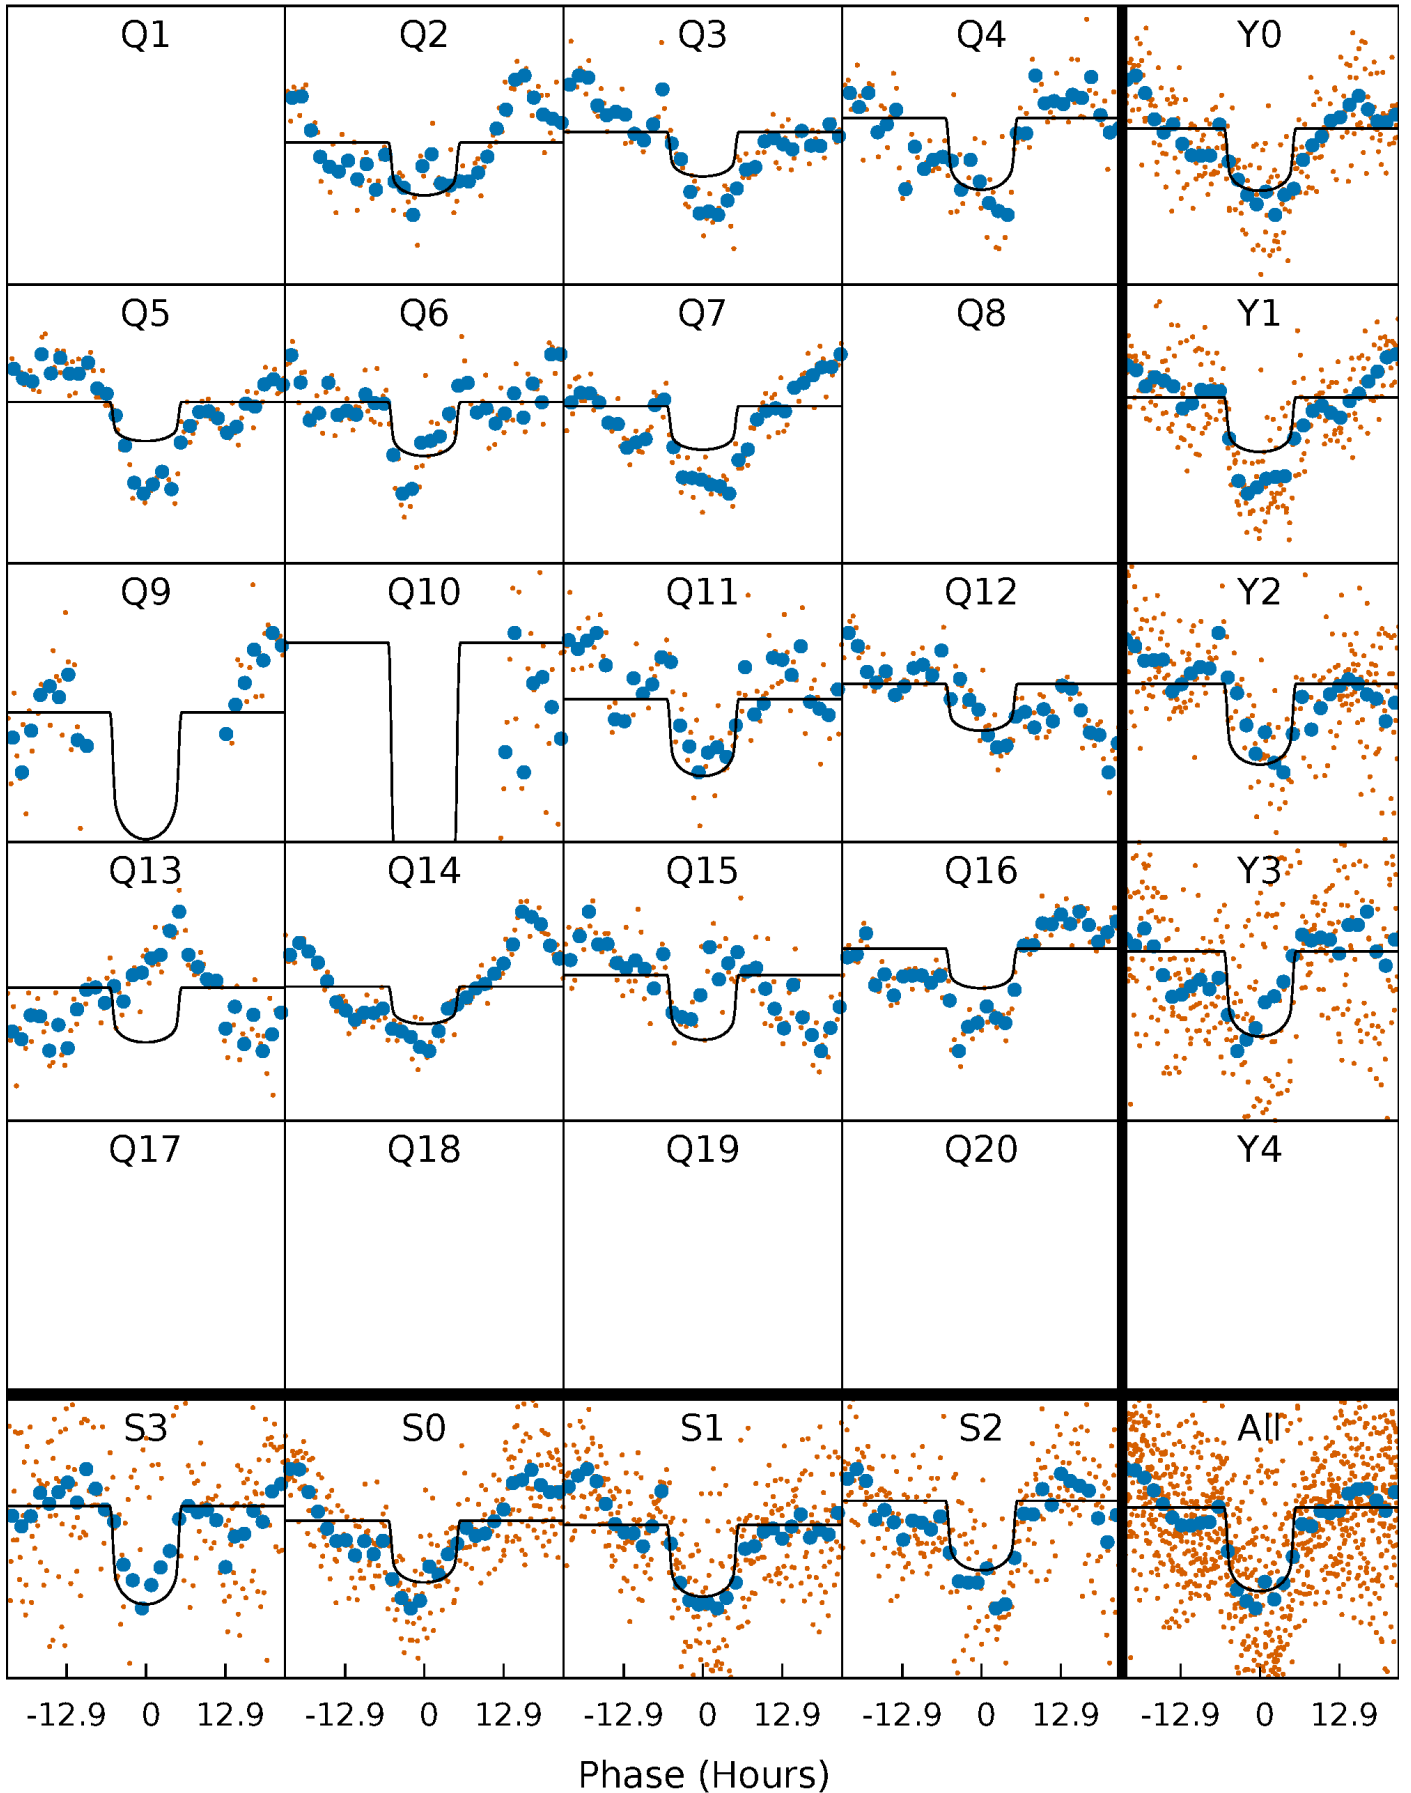 Q1 Q2 Q3 Q4 Y0
Q5 Q6 Q7 Q8 Y1
Q9 Q10 Q11 Q12 Y2
Q13 Q14 Q15 Q16 Y3
Q17 Q18 Q19 Q20 Y4
S3 S0 S1 S2 All
-12.9 0 12.9 -12.9 0 12.9 -12.9 0 12.9 -12.9 0 12.9 -12.9 0 12.9
Phase (Hours)